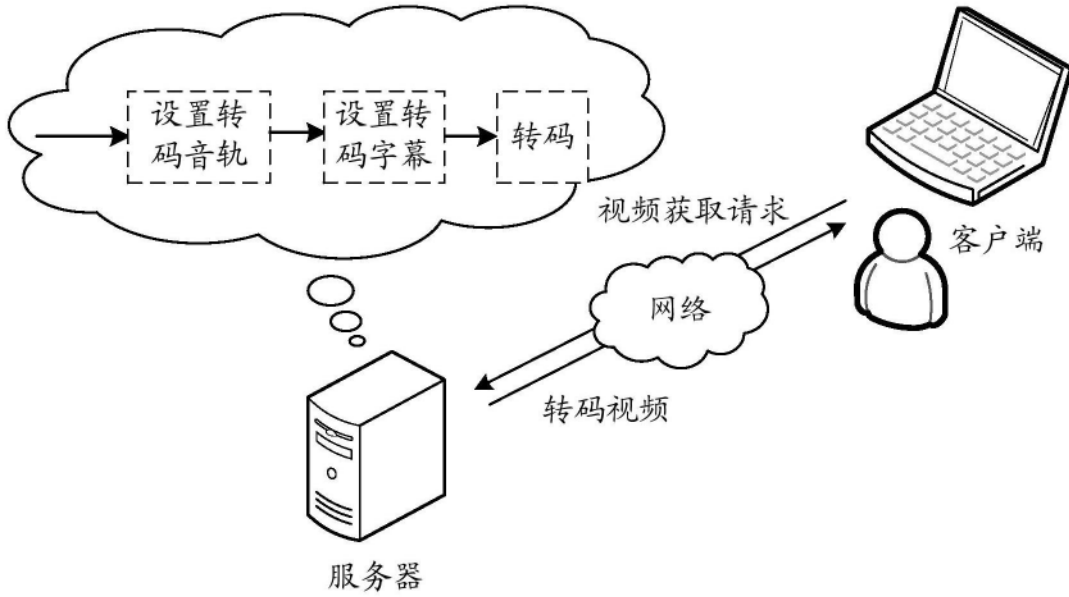 设置转
码音轨
设置转
码字幕
转码
视频获取请求
客户端
网络
转码视频
服务器